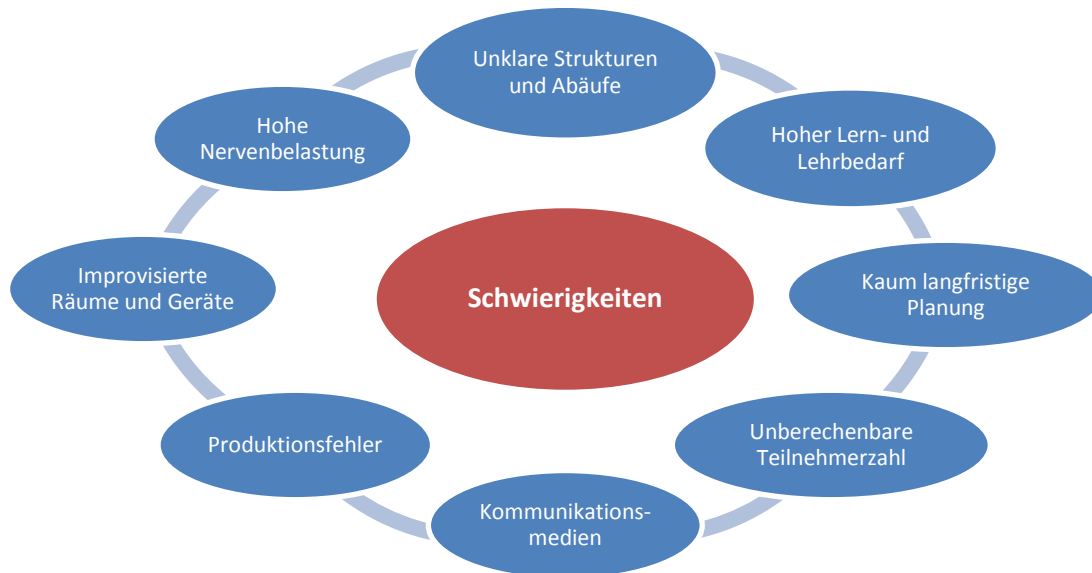 Unklare Strukturen
und Abäufe
Hohe
Nervenbelastung
Hoher Lern- und
Lehrbedarf
Improvisierte
Räume und Geräte
Schwierigkeiten
Kaum langfristige
Planung
Produktionsfehler
Unberechenbare
Teilnehmerzahl
Kommunikations-
medien